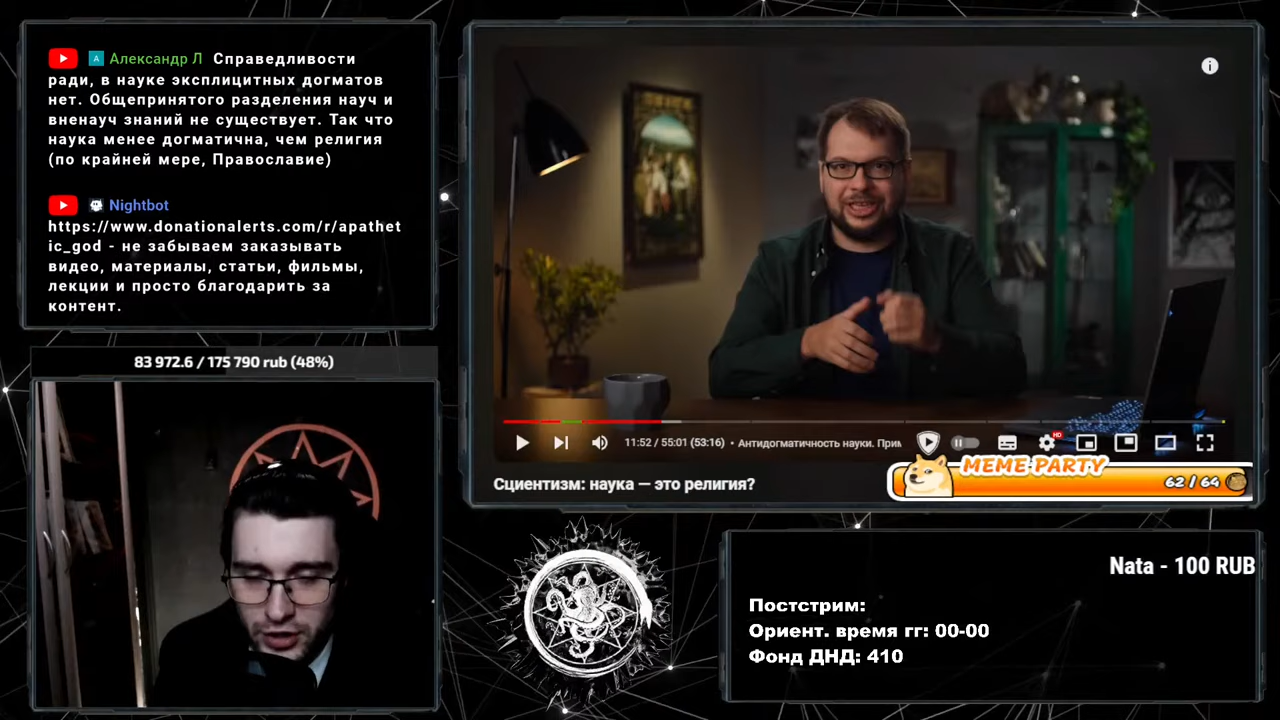 Александр Л Справедливости
ради, в науке эксплицитных догматов
нет. Общепринятого разделения науч и
вненауч знаний не существует. Так что
наука менее догматична, чем религия
(по крайней мере, Православие)
Nightbot
https://www.donationalerts.com/r/apathet
ic_god - не забываем заказывать
видео, материалы, статьи, фильмы,
лекции и просто благодарить за
контент.
83 972.6 / 175 790 rub (48%)
11:52 / 55:01 (53:16) • Антидогматичность науки. Прим
HD
Сциентизм: наука — это религия?
MEME PARTY
62 / 64
Nata - 100 RUB
Постстрим:
Ориент. время гг: 00-00
Фонд ДНД: 410